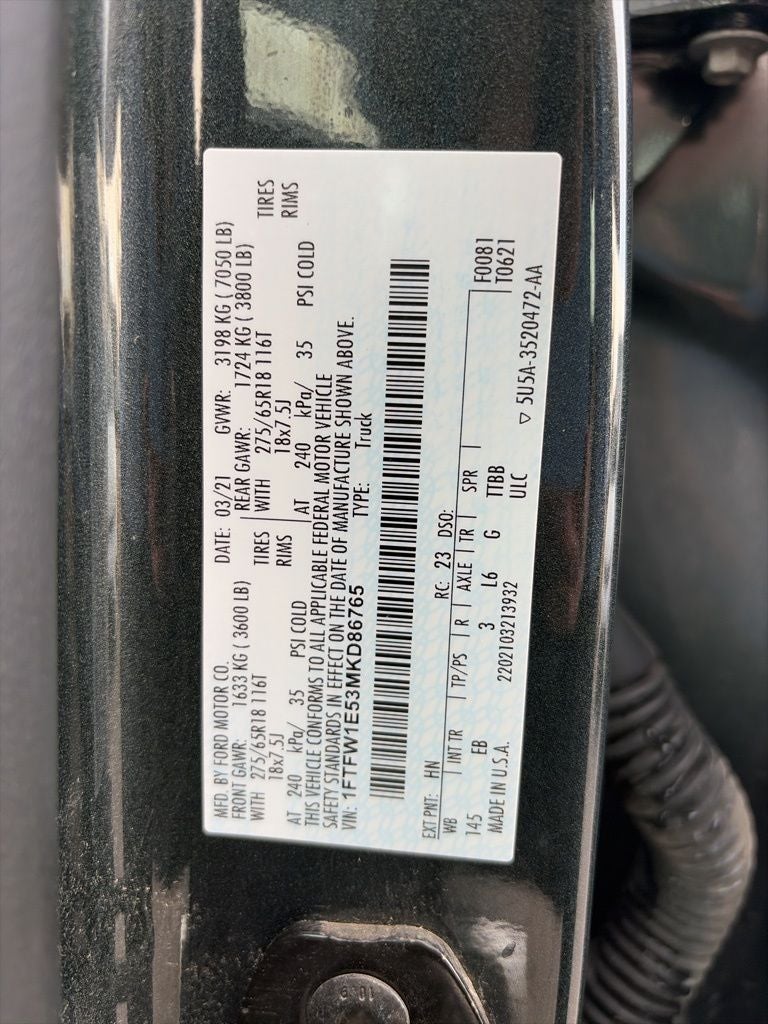 MFD. BY FORD MOTOR CO.
DATE: 03/21 GVWR: 3198 KG ( 7050 LB)
FRONT GAWR: 1633 KG ( 3600 LB)
REAR GAWR: 1724 KG ( 3800 LB)
WITH 275/65R18 116T TIRES
WITH 275/65R18 116T TIRES
18x7.5J RIMS
18x7.5J RIMS
AT 240 kPa/ 35 PSI COLD
AT 240 kPa/ 35 PSI COLD
THIS VEHICLE CONFORMS TO ALL APPLICABLE FEDERAL MOTOR VEHICLE
SAFETY STANDARDS IN EFFECT ON THE DATE OF MANUFACTURE SHOWN ABOVE.
VIN: 1FTFW1E53MKD86765 TYPE: Truck
EXT PNT: HN RC: 23 DSO:
WB INT TR TP/PS R AXLE TR SPR F0081
145 EB 3 L6 G TTBB T0621
MADE IN U.S.A. 2202103213932 ULC
▽ 5U5A-3520472-AA
10.9